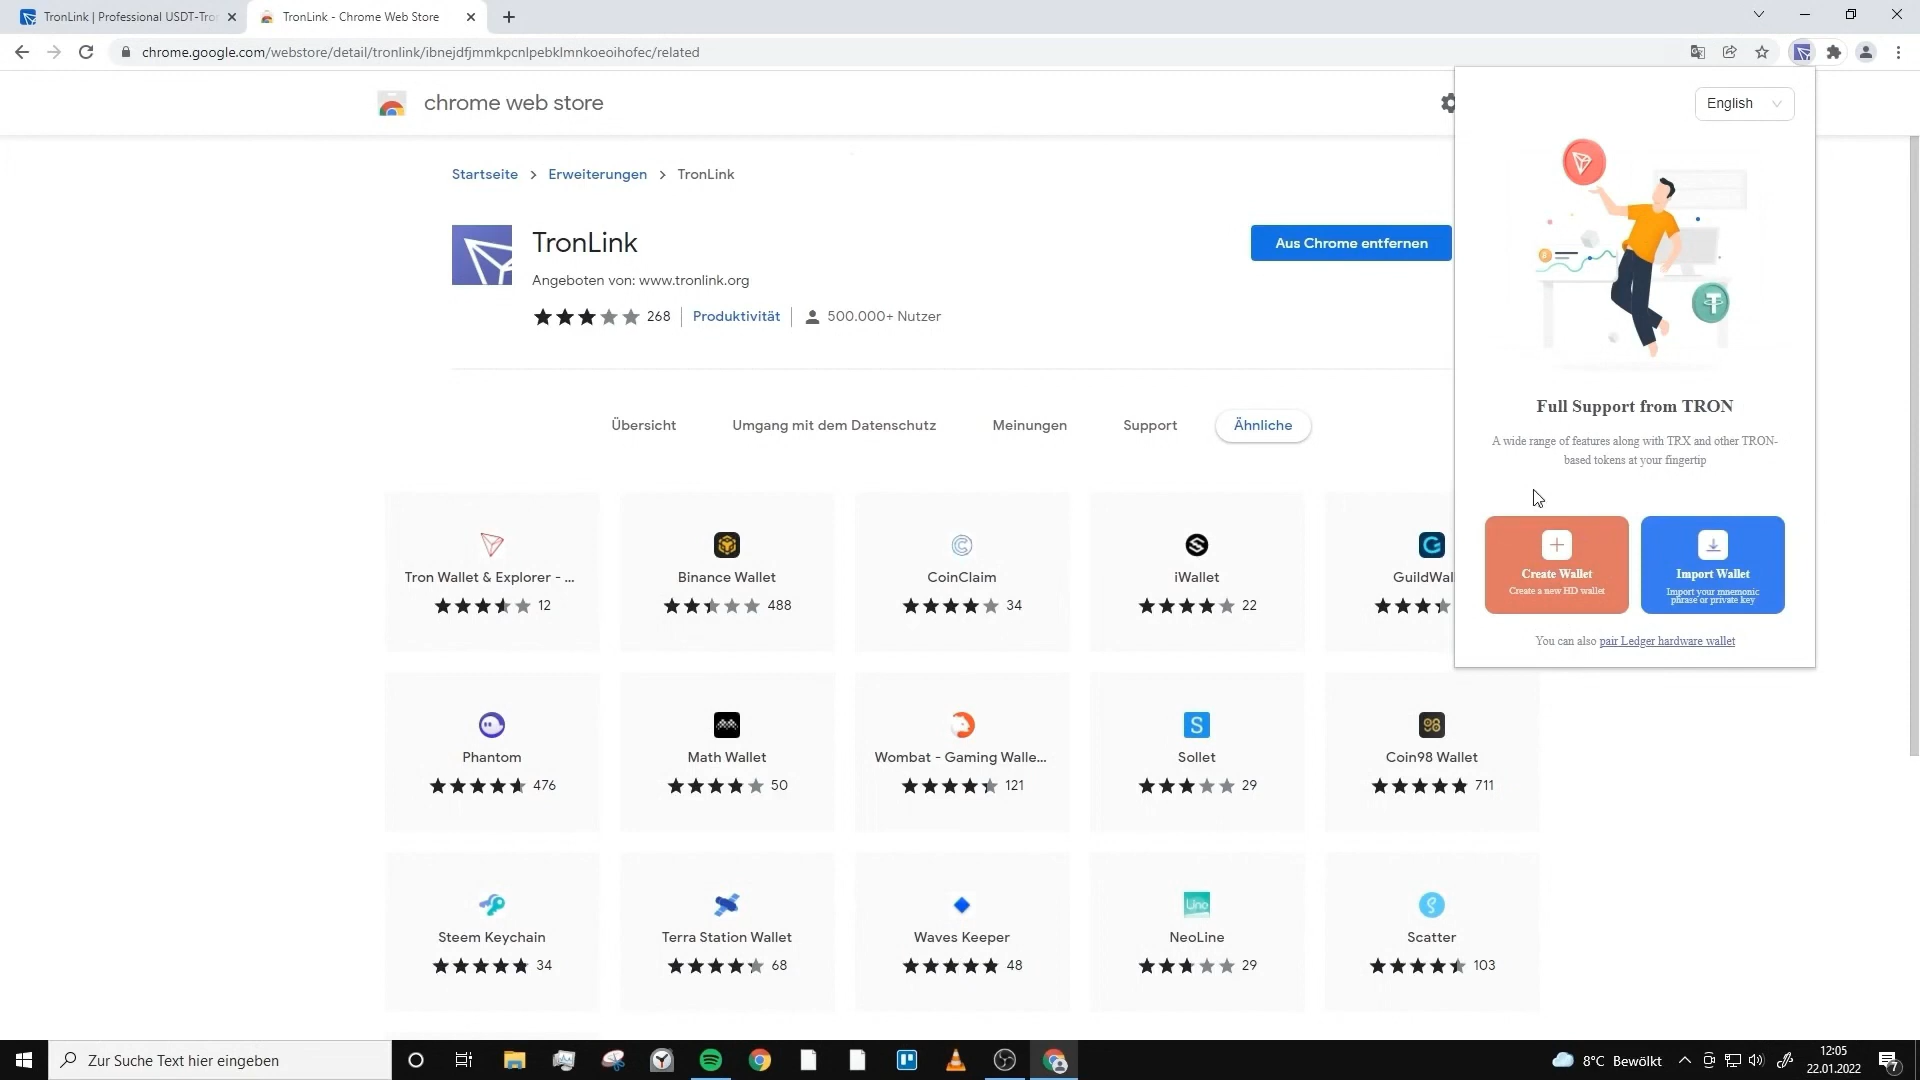 TronLink | Professional USDT-Tron
TronLink - Chrome Web Store
chrome.google.com/webstore/detail/tronlink/ibnejdfjmmkpcnlpebklmnkoeoihofec/related
chrome web store
English
Startseite
Erweiterungen
TronLink
TronLink
Aus Chrome entfernen
Angeboten von: www.tronlink.org
268
Produktivität
500.000+ Nutzer
Full Support from TRON
A wide range of features along with TRX and other TRON-
based tokens at your fingertip
Create Wallet
Create a new HD wallet
Import Wallet
Import your mnemonic
phrase or private key
You can also pair Ledger hardware wallet
Übersicht
Umgang mit dem Datenschutz
Meinungen
Support
Ähnliche
Tron Wallet & Explorer - ...
12
Binance Wallet
488
CoinClaim
34
iWallet
22
GuildWal
Phantom
476
Math Wallet
50
Wombat - Gaming Walle...
121
Sollet
29
Coin98 Wallet
711
Steem Keychain
34
Terra Station Wallet
68
Waves Keeper
48
Lino
NeoLine
29
Scatter
103
Zur Suche Text hier eingeben
8°C Bewölkt
12:05
22.01.2022
7